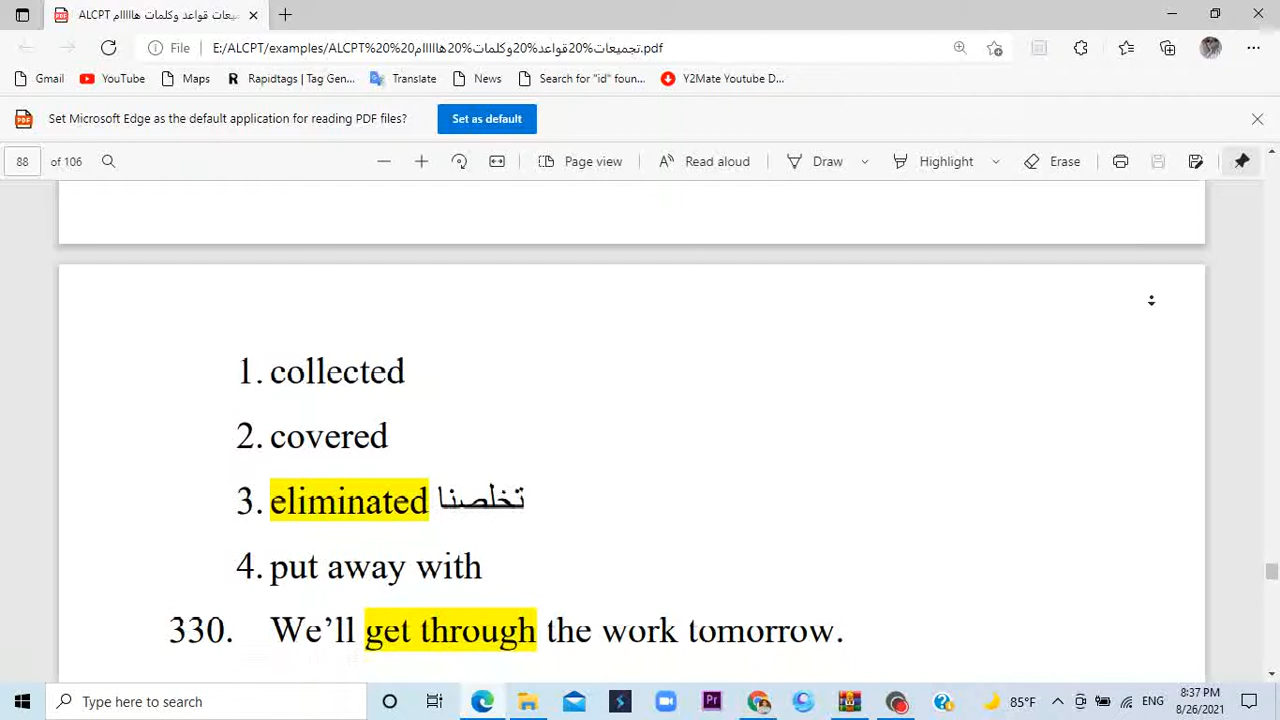 ALCPT ميعات قواعد وكلمات هاااااام
File E:/ALCPT/examples/ALCPT%20%20تجميعات%20قواعد%20وكلمات%20هاااااام.pdf
Gmail YouTube Maps Rapidtags | Tag Gen... Translate News Search for "id" foun... Y2Mate Youtube D...
Set Microsoft Edge as the default application for reading PDF files? Set as default
88 of 106 Page view Read aloud Draw Highlight Erase
1. collected
2. covered
3. eliminated تخلصنا
4. put away with
330. We'll get through the work tomorrow.
Type here to search Pr 85°F ENG 8:37 PM
8/26/2021